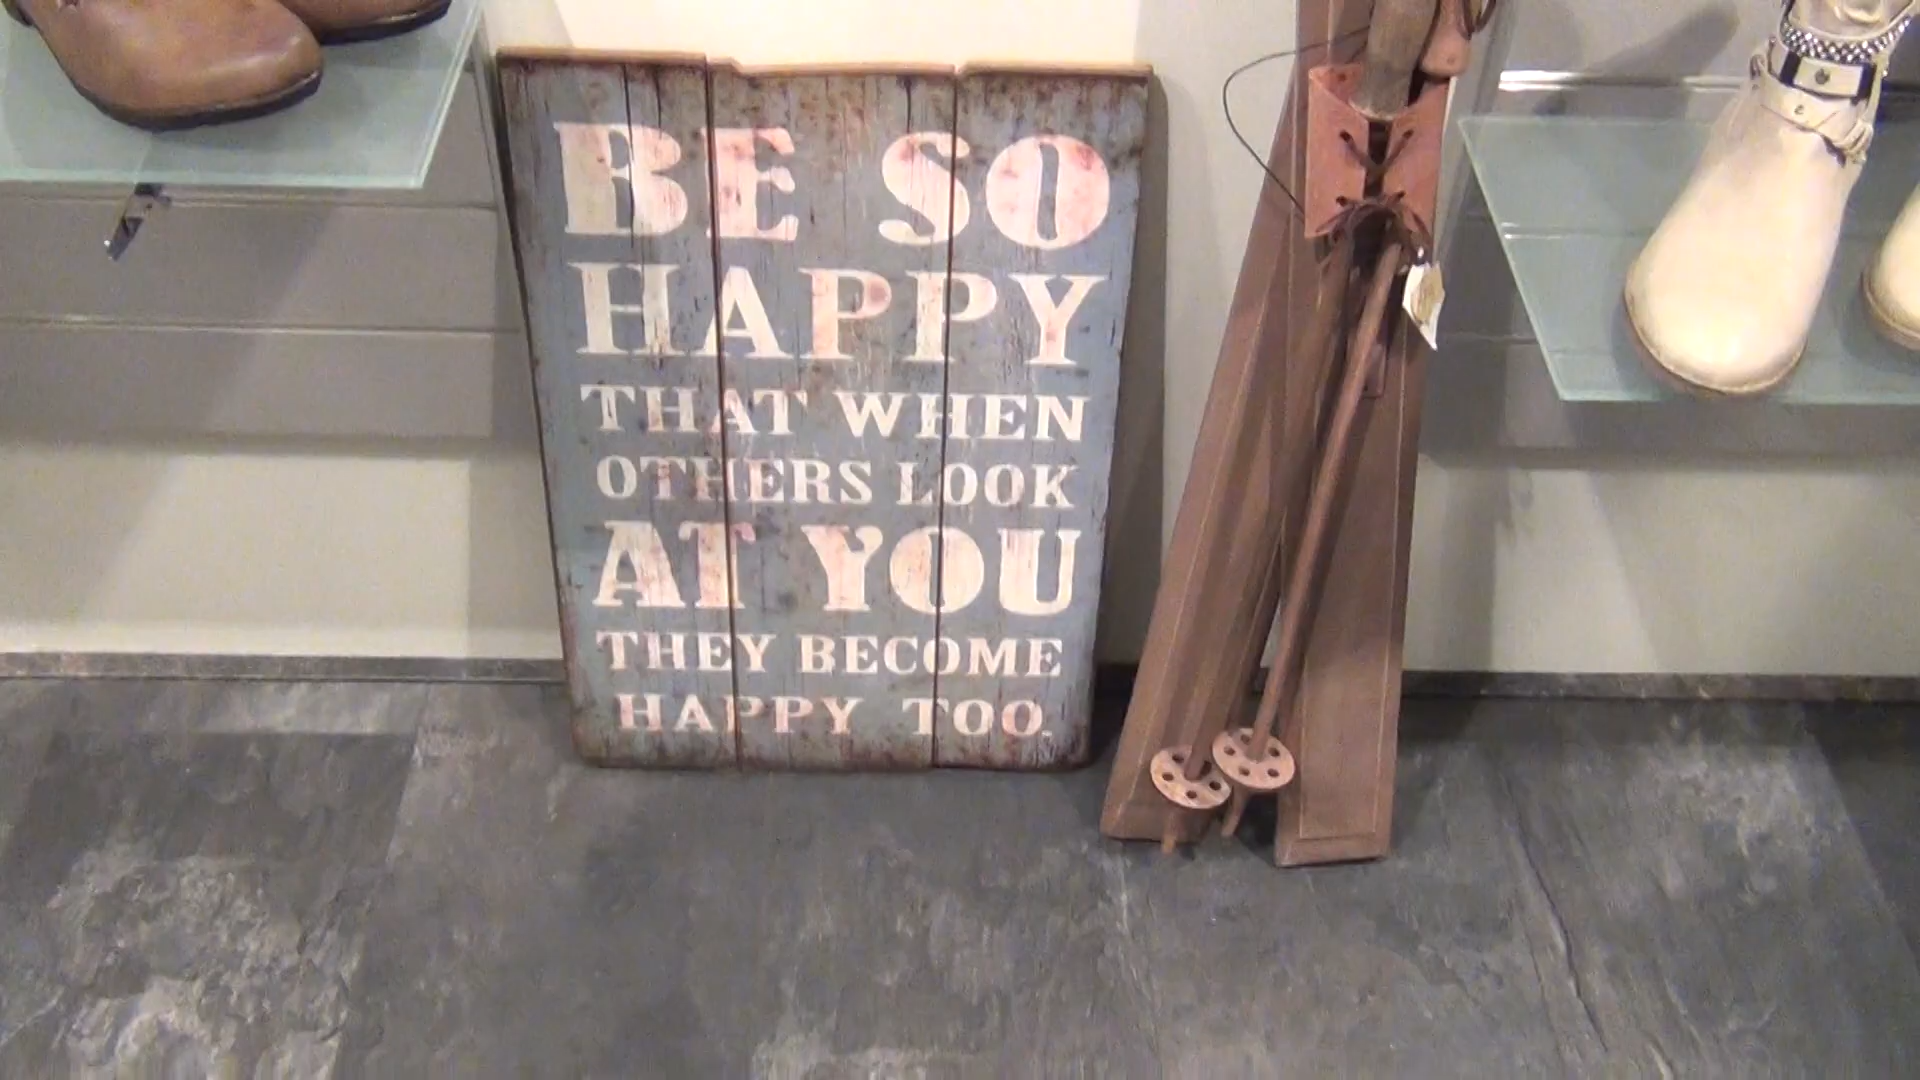 BE SO
HAPPY
THAT WHEN
OTHERS LOOK
AT YOU
THEY BECOME
HAPPY TOO.